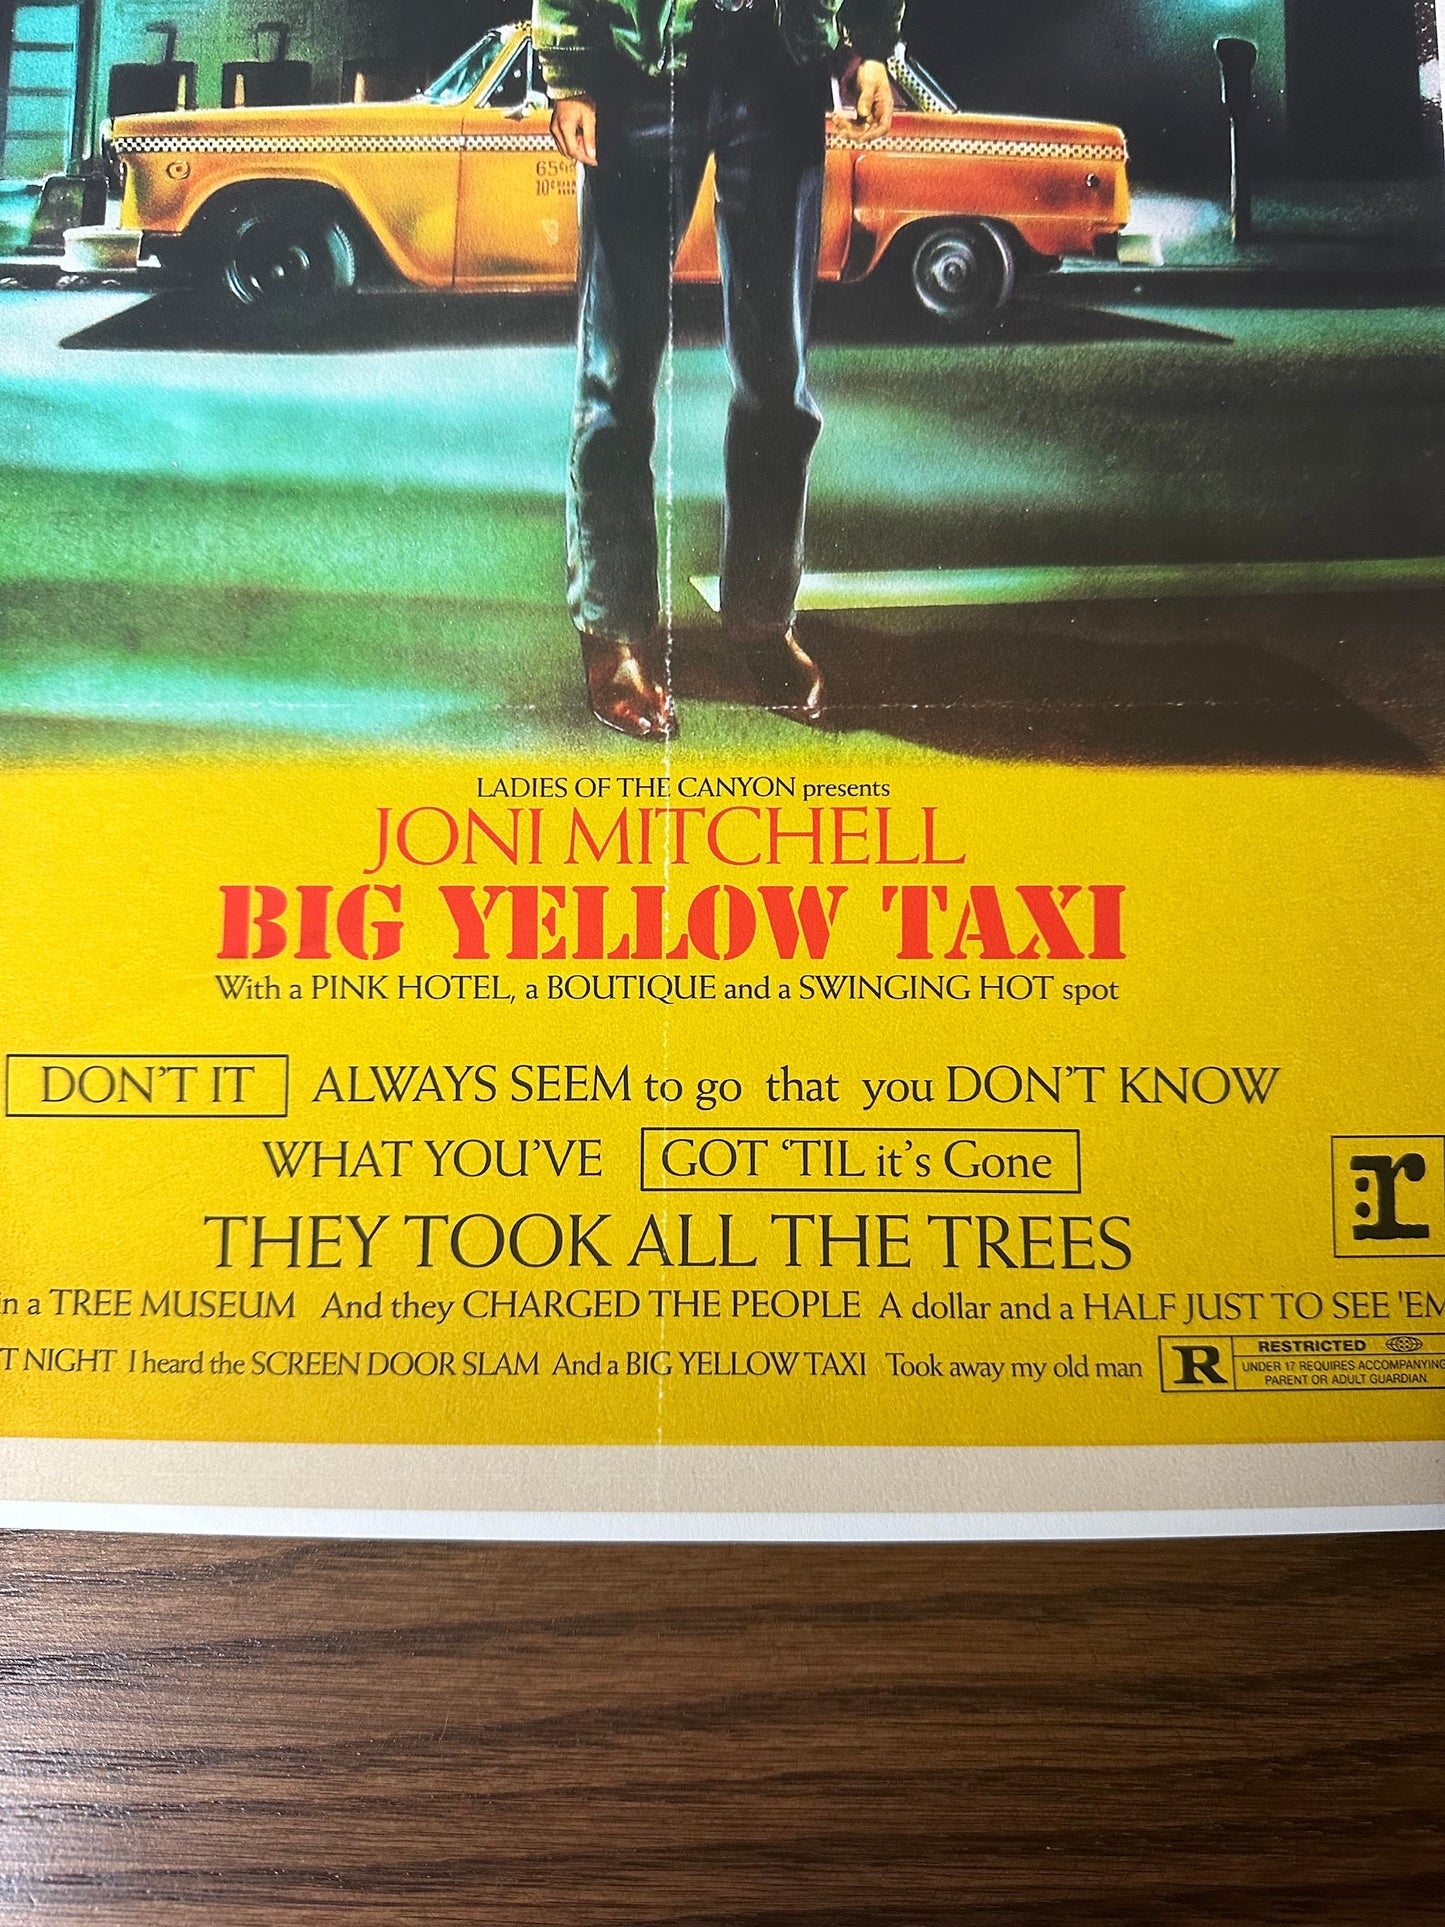 65¢
10¢
LADIES OF THE CANYON presents
JONI MITCHELL
BIG YELLOW TAXI
With a PINK HOTEL, a BOUTIQUE and a SWINGING HOT spot
DON'T IT ALWAYS SEEM to go that you DON'T KNOW
WHAT YOU'VE GOT 'TIL it's Gone
r
THEY TOOK ALL THE TREES
in a TREE MUSEUM And they CHARGED THE PEOPLE A dollar and a HALF JUST TO SEE 'EM
T NIGHT I heard the SCREEN DOOR SLAM And a BIG YELLOW TAXI Took away my old man
R RESTRICTED
UNDER 17 REQUIRES ACCOMPANYING
PARENT OR ADULT GUARDIAN